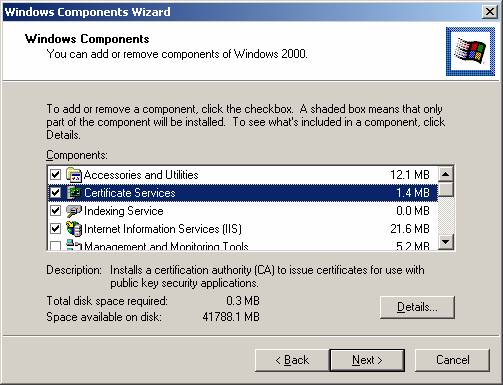 Windows Components Wizard
Windows Components
You can add or remove components of Windows 2000.
To add or remove a component, click the checkbox. A shaded box means that only
part of the component will be installed. To see what's included in a component, click
Details.
Components:
Accessories and Utilities 12.1 MB
Certificate Services 1.4 MB
Indexing Service 0.0 MB
Internet Information Services (IIS) 21.6 MB
Management and Monitoring Tools 5.2 MB
Description: Installs a certification authority (CA) to issue certificates for use with
public key security applications.
Total disk space required: 0.3 MB
Space available on disk: 41788.1 MB
Details...
< Back Next > Cancel